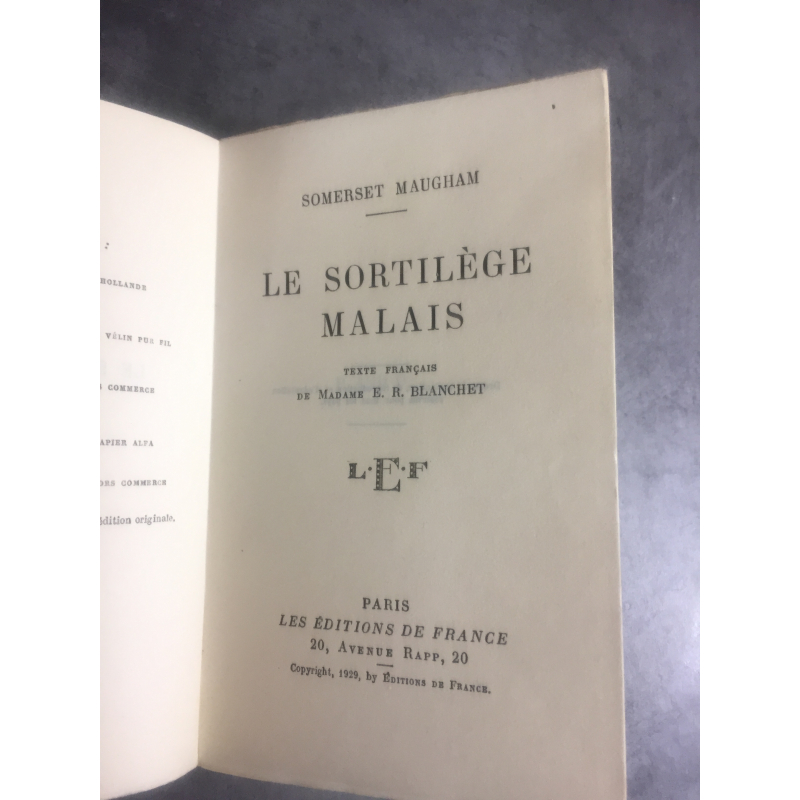 :
HOLLANDE
VÉLIN PUR FIL
COMMERCE
APIER ALFA
ORS COMMERCE
édition originale.
SOMERSET MAUGHAM
LE SORTILÈGE
MALAIS
TEXTE FRANÇAIS
DE MADAME E. R. BLANCHET
L·E·F
PARIS
LES ÉDITIONS DE FRANCE
20, AVENUE RAPP, 20
Copyright, 1929, by ÉDITIONS DE FRANCE.